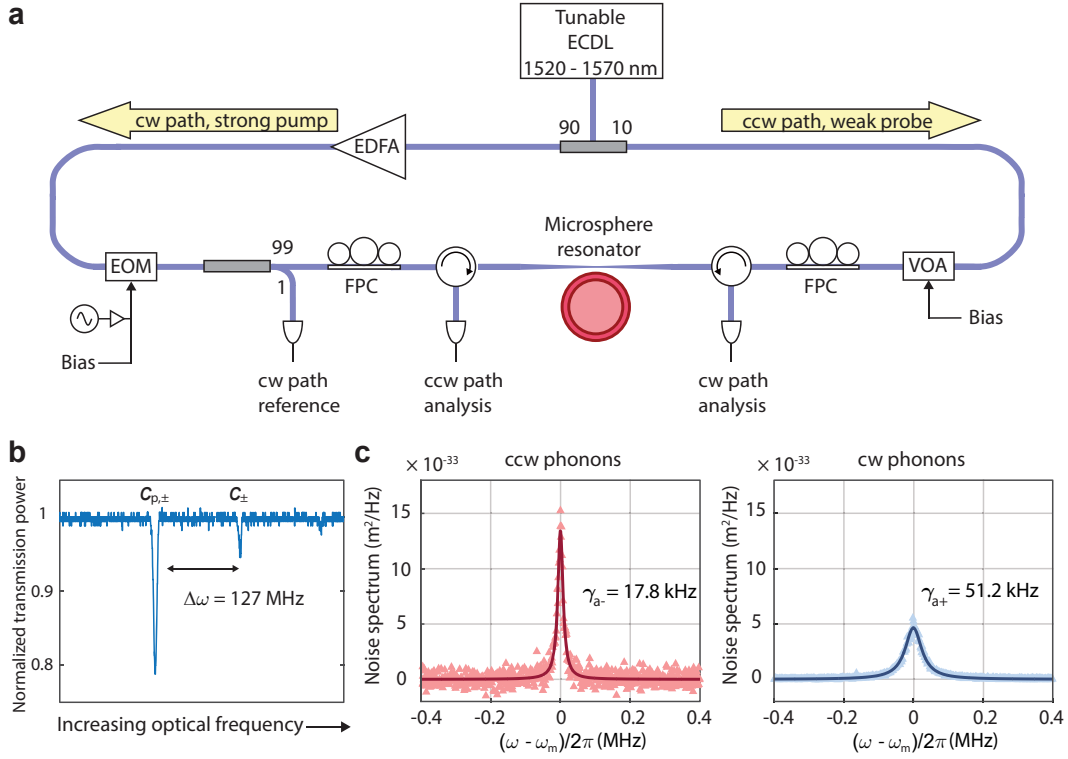 a
Tunable
ECDL
1520 - 1570 nm
cw path, strong pump
EDFA
90
10
ccw path, weak probe
Microsphere
resonator
EOM
99
1
FPC
FPC
VOA
Bias
Bias
cw path
reference
ccw path
analysis
cw path
analysis
b
Normalized transmission power
1
0.9
0.8
Cp,±
C±
Δω = 127 MHz
Increasing optical frequency
c
× 10⁻³³
ccw phonons
Noise spectrum (m²/Hz)
15
10
5
0
γa- = 17.8 kHz
-0.4
-0.2
0
0.2
0.4
(ω - ωm)/2π (MHz)
× 10⁻³³
cw phonons
Noise spectrum (m²/Hz)
15
10
5
0
γa+ = 51.2 kHz
-0.4
-0.2
0
0.2
0.4
(ω - ωm)/2π (MHz)